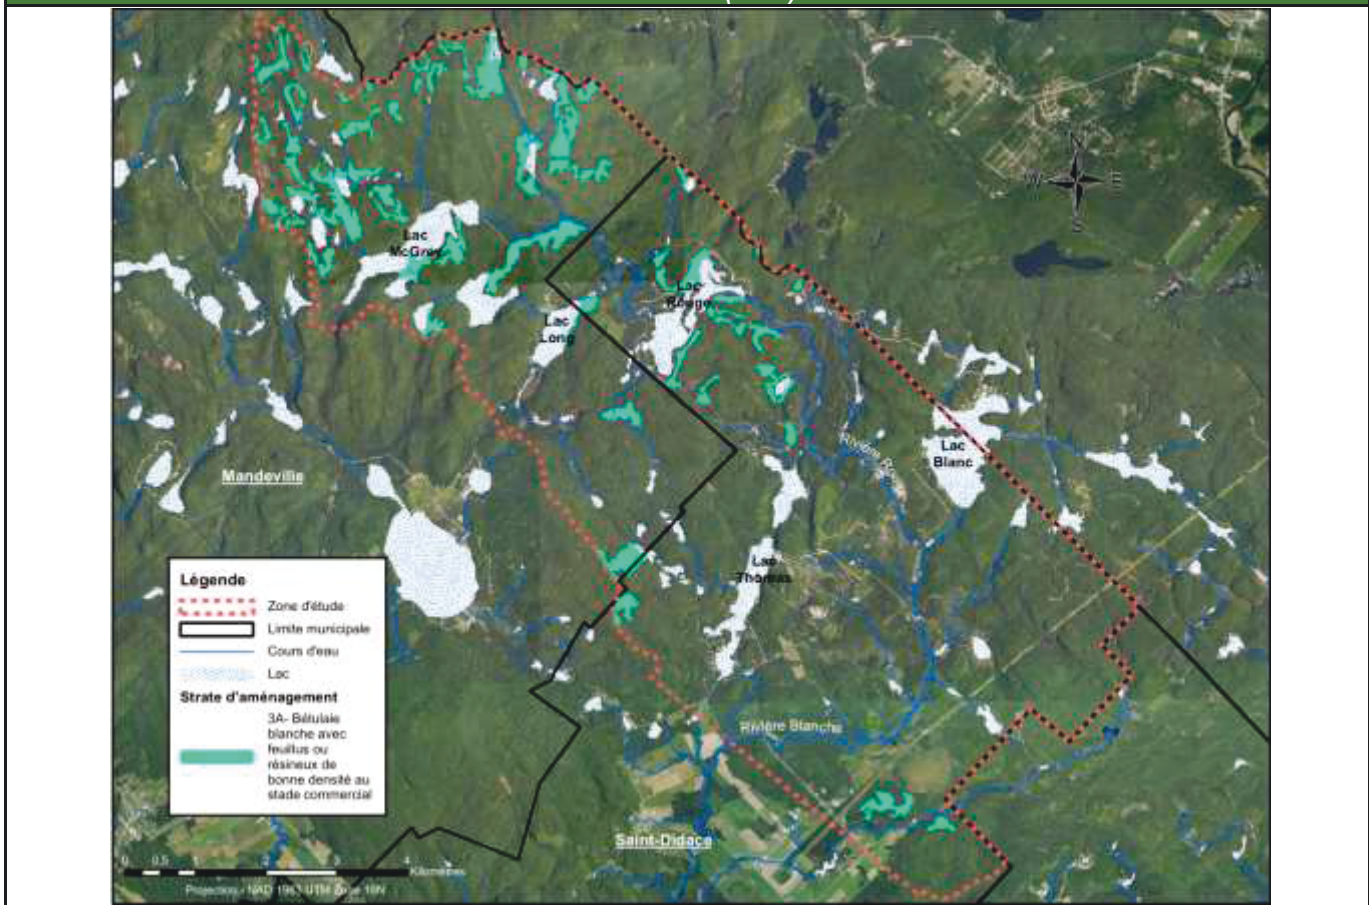 N
W
E
S
Lac
McGrey
Lac
Rouge
Lac
Long
Lac
Blanc
Mandeville
Lac
Thomas
Légende
Zone d'étude
Limite municipale
Cours d'eau
Lac
Strate d'aménagement
3A- Bétulaie
blanche avec
feuillus ou
résineux de
bonne densité au
stade commercial
Rivière Blanche
Saint-Didace
0 0,5 1 2 3 4
Kilomètres
Projection - NAD 1983 UTM Zone 18N